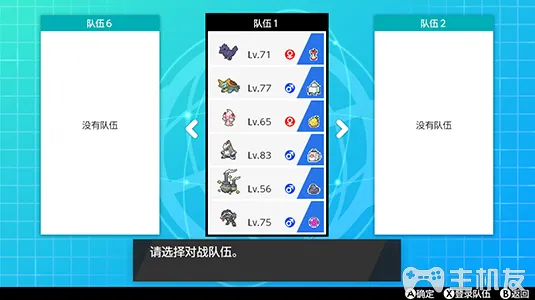 队伍6
队伍1
队伍2
没有队伍
Lv.71
Lv.77
Lv.65
Lv.83
Lv.56
Lv.75
没有队伍
请选择对战队伍。
Ⓐ确定 Ⓧ登录队伍 Ⓑ返回
主机友